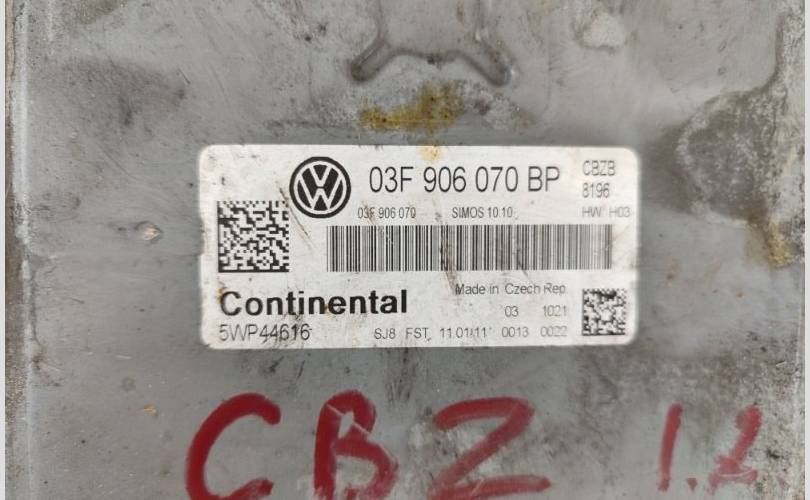 03F 906 070 BP
CBZB
8196
03F 906 070 SIMOS 10.10 HW H03
Made in Czech Rep.
Continental
03 1021
5WP44616 SJ8 FST 11.01.11 0013 0022
CBZ 1.2.